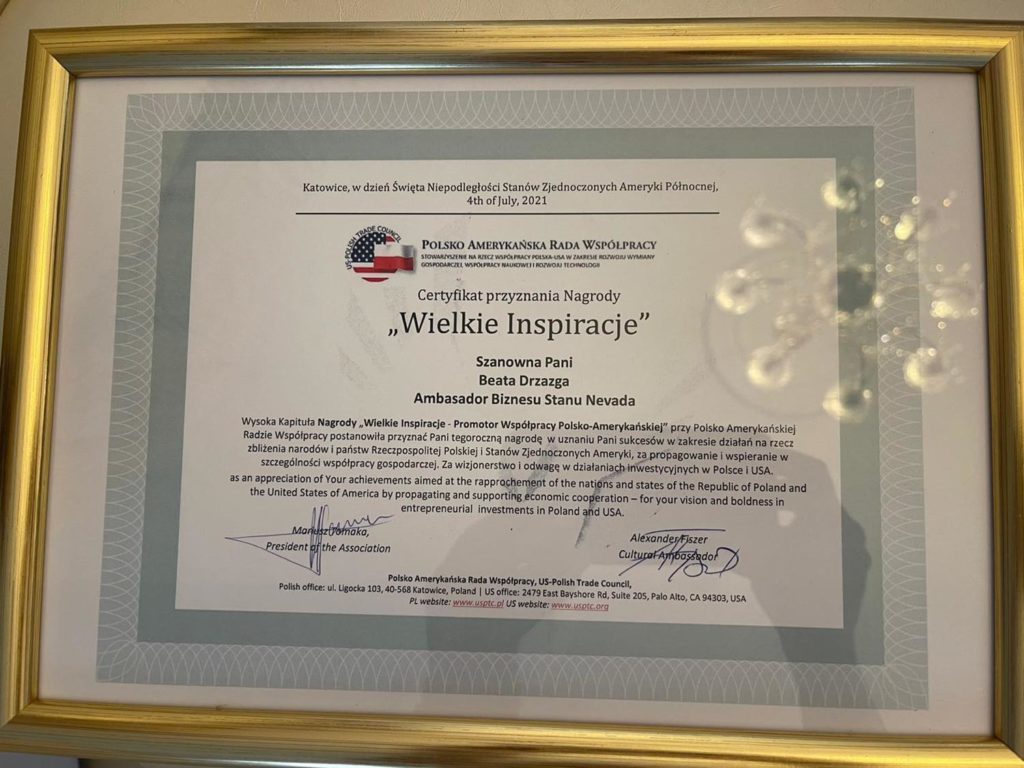 Katowice, w dzień Święta Niepodległości Stanów Zjednoczonych Ameryki Północnej,
4th of July, 2021
US-POLISH TRADE COUNCIL
POLSKO AMERYKAŃSKA RADA WSPÓŁPRACY
STOWARZYSZENIE NA RZECZ WSPÓŁPRACY POLSKA-USA W ZAKRESIE ROZWOJU WYMIANY
GOSPODARCZEJ, WSPÓŁPRACY NAUKOWEJ I ROZWOJU TECHNOLOGII
Certyfikat przyznania Nagrody
„Wielkie Inspiracje”
Szanowna Pani
Beata Drzazga
Ambasador Biznesu Stanu Nevada
Wysoka Kapituła Nagrody „Wielkie Inspiracje - Promotor Współpracy Polsko-Amerykańskiej” przy Polsko Amerykańskiej
Radzie Współpracy postanowiła przyznać Pani tegoroczną nagrodę w uznaniu Pani sukcesów w zakresie działań na rzecz
zbliżenia narodów i państw Rzeczpospolitej Polskiej i Stanów Zjednoczonych Ameryki, za propagowanie i wspieranie w
szczególności współpracy gospodarczej. Za wizjonerstwo i odwagę w działaniach inwestycyjnych w Polsce i USA.
as an appreciation of Your achievements aimed at the rapprochement of the nations and states of the Republic of Poland and
the United States of America by propagating and supporting economic cooperation – for your vision and boldness in
entrepreneurial investments in Poland and USA.
Mariusz
President of the Association
Alexander Fiszer
Cultural Ambassador
Polsko Amerykańska Rada Współpracy, US-Polish Trade Council,
Polish office: ul. Ligocka 103, 40-568 Katowice, Poland | US office: 2479 East Bayshore Rd, Suite 205, Palo Alto, CA 94303, USA
PL website: www.usptc.pl US website: www.usptc.org